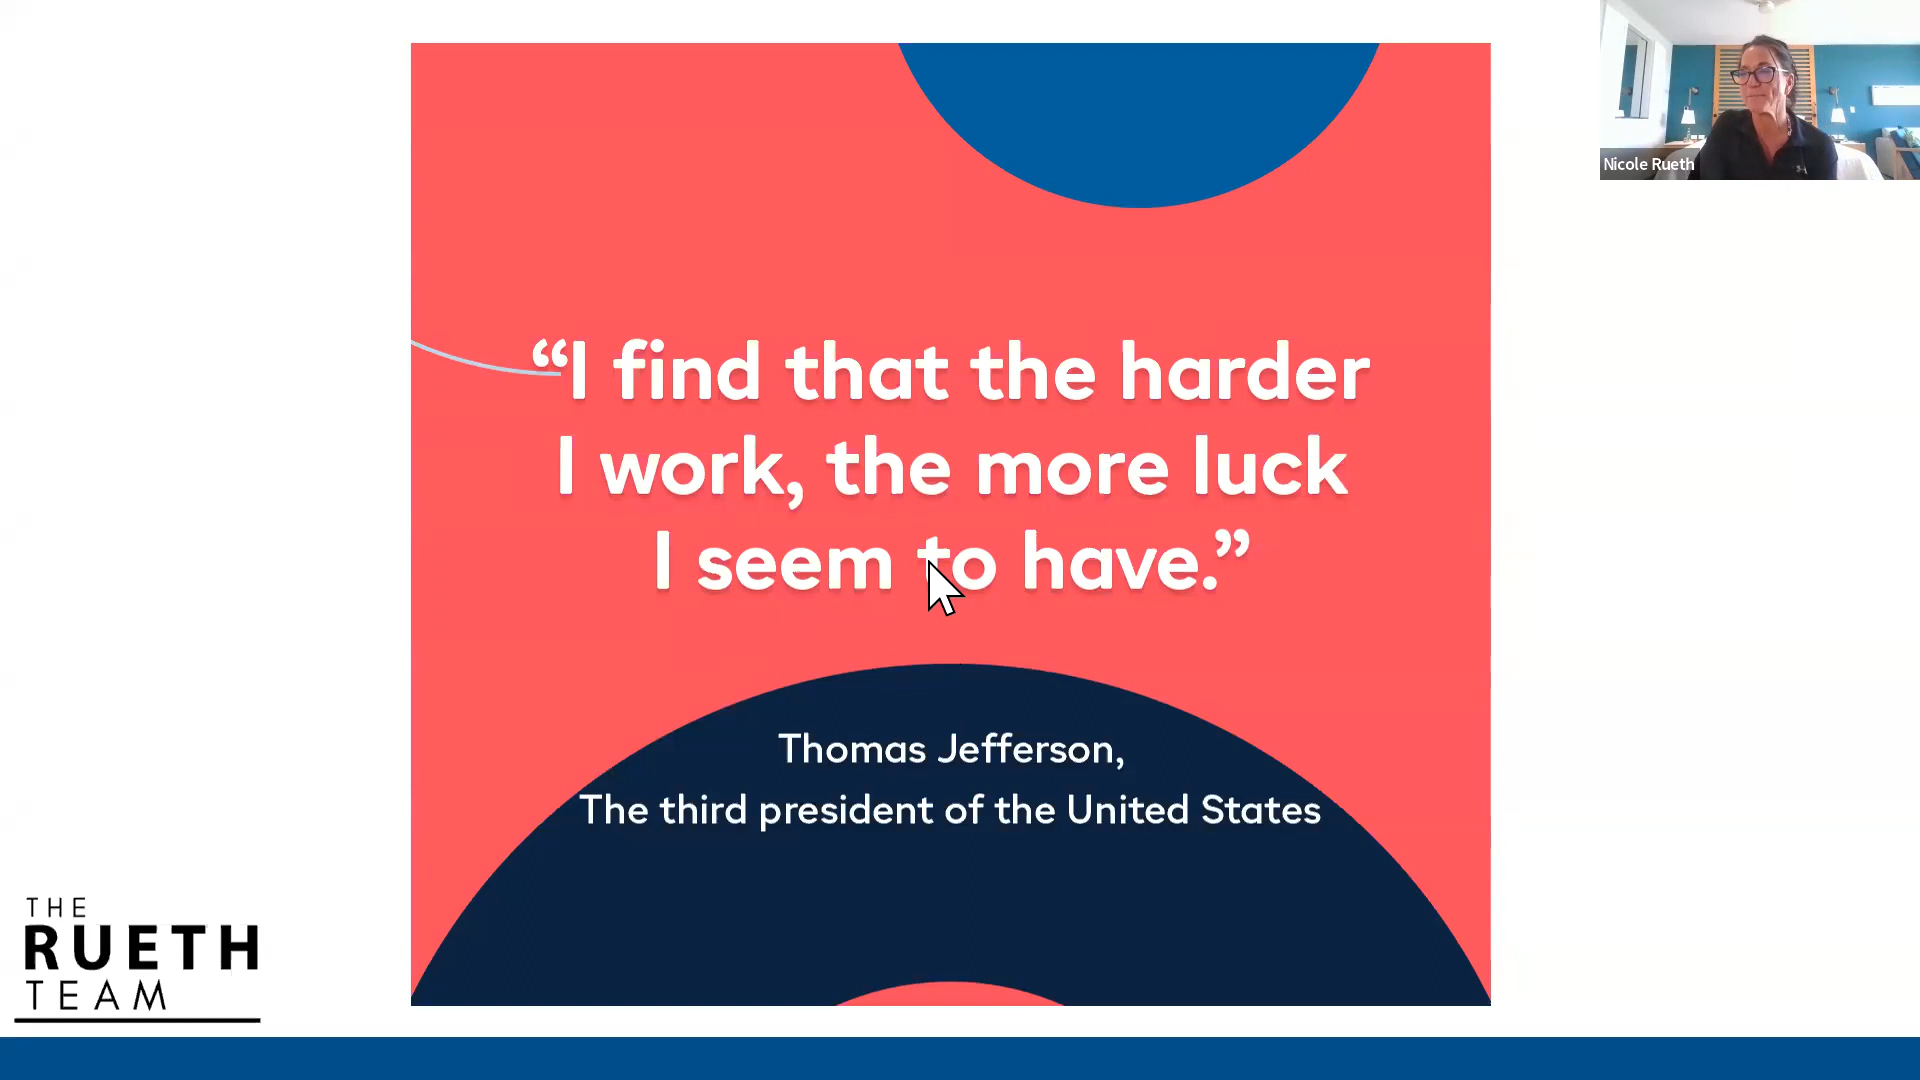 “I find that the harder
I work, the more luck
I seem to have.”
Thomas Jefferson,
The third president of the United States
THE
RUETH
TEAM
Nicole Rueth